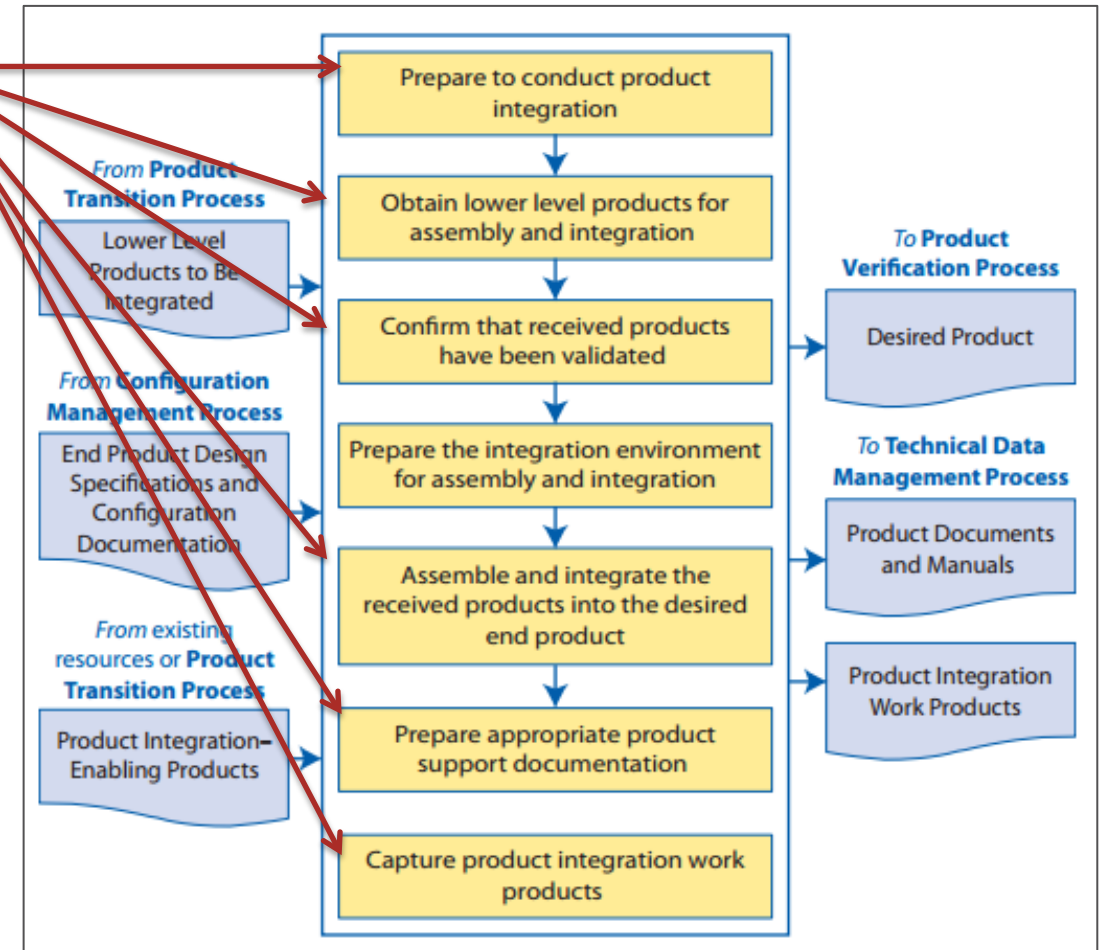 Prepare to conduct product
integration
From Product
Transition Process
Lower Level
Products to Be
Integrated
Obtain lower level products for
assembly and integration
Confirm that received products
have been validated
To Product
Verification Process
Desired Product
From Configuration
Management Process
End Product Design
Specifications and
Configuration
Documentation
Prepare the integration environment
for assembly and integration
To Technical Data
Management Process
Product Documents
and Manuals
Assemble and integrate the
received products into the desired
end product
From existing
resources or Product
Transition Process
Product Integration–
Enabling Products
Prepare appropriate product
support documentation
Product Integration
Work Products
Capture product integration work
products